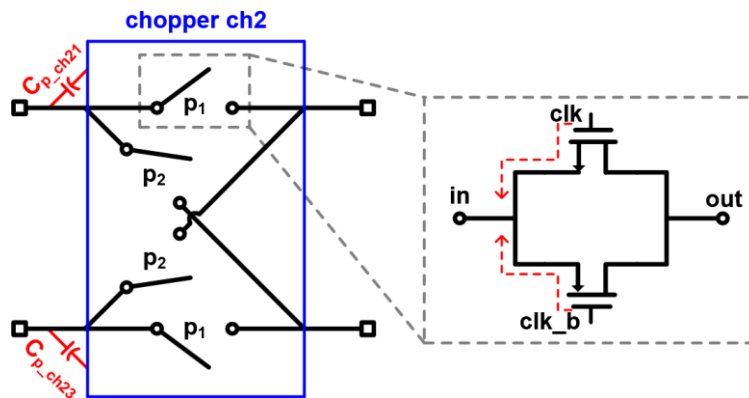 chopper ch2
Cp_ch21
p1
p2
p2
p1
Cp_ch23
clk
in
out
clk_b